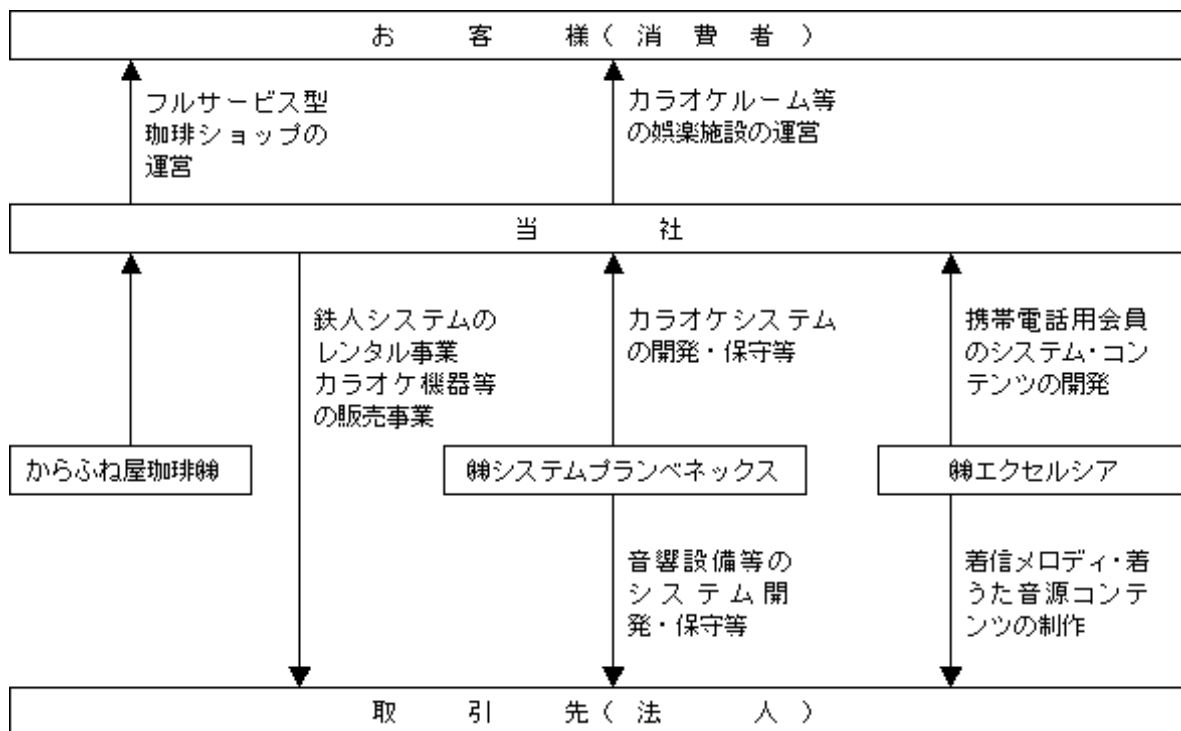 お客様(消費者)
フルサービス型
珈琲ショップの
運営
カラオケルーム等
の娯楽施設の運営
当社
鉄人システムの
レンタル事業
カラオケ機器等
の販売事業
カラオケシステム
の開発・保守等
携帯電話用会員
のシステム・コン
テンツの開発
からふね屋珈琲㈱
㈱システムプランベネックス
㈱エクセルシア
音響設備等の
システム開
発・保守等
着信メロディ・着
うた音源コンテ
ンツの制作
取引先(法人)